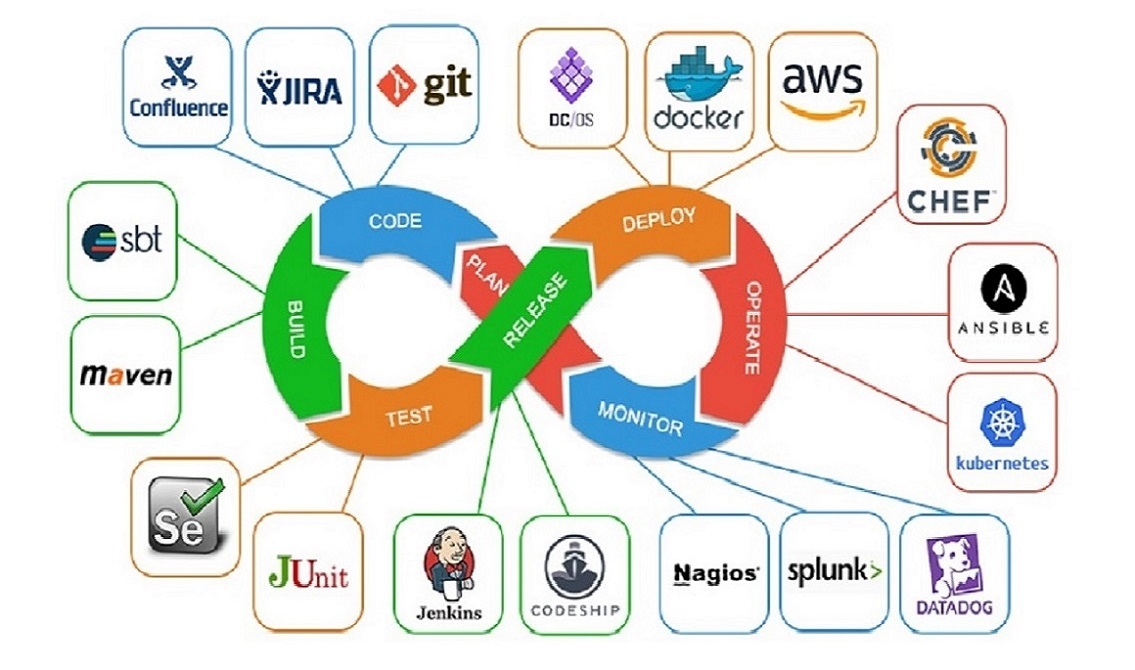 Confluence
JIRA
git
DC/OS
docker
aws
CHEF™
sbt
CODE
DEPLOY
PLAN
RELEASE
BUILD
OPERATE
ANSIBLE
maven
TEST
MONITOR
kubernetes
Se
JUnit
Jenkins
CODESHIP
Nagios®
splunk>
DATADOG